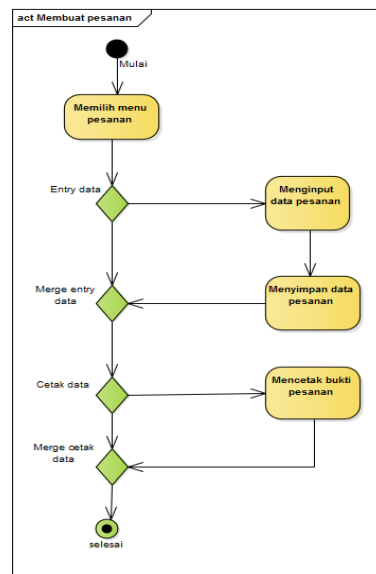 act Membuat pesanan
Mulai
Memilih menu
pesanan
Entry data
Menginput
data pesanan
Merge entry
data
Menyimpan data
pesanan
Cetak data
Mencetak bukti
pesanan
Merge cetak
data
selesai